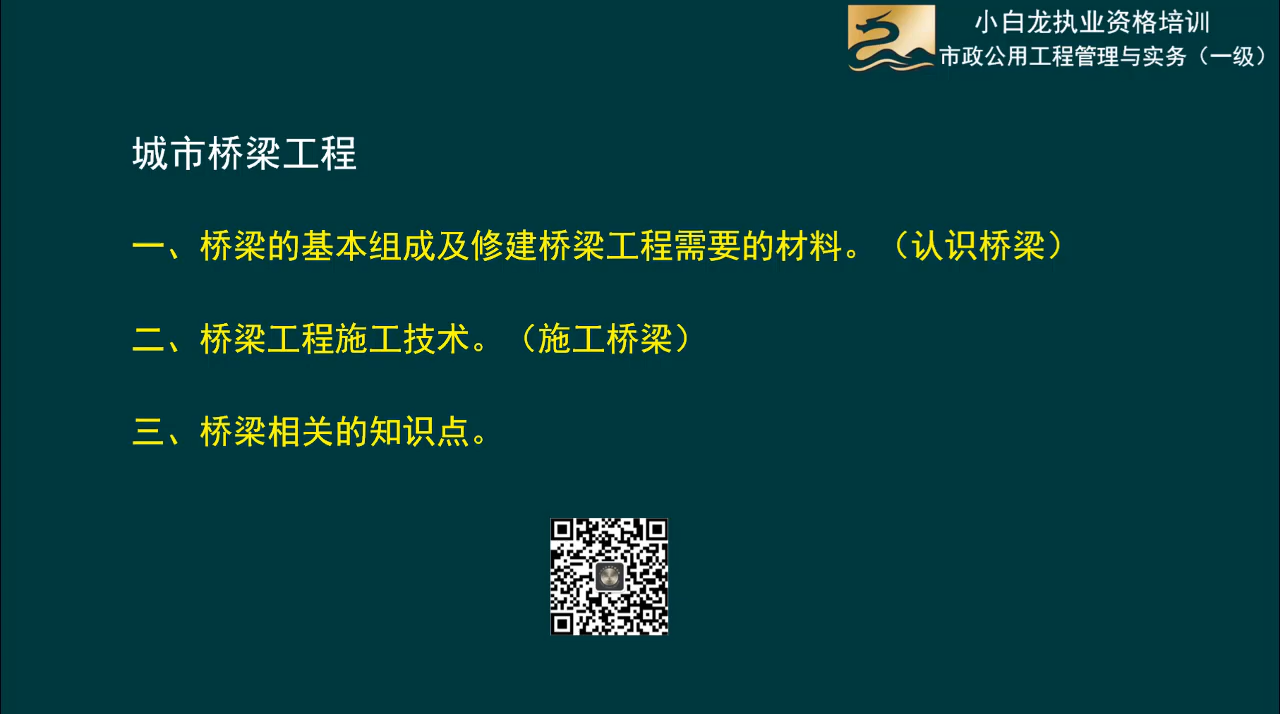 小白龙执业资格培训
市政公用工程管理与实务（一级）
城市桥梁工程
一、桥梁的基本组成及修建桥梁工程需要的材料。（认识桥梁）
二、桥梁工程施工技术。（施工桥梁）
三、桥梁相关的知识点。